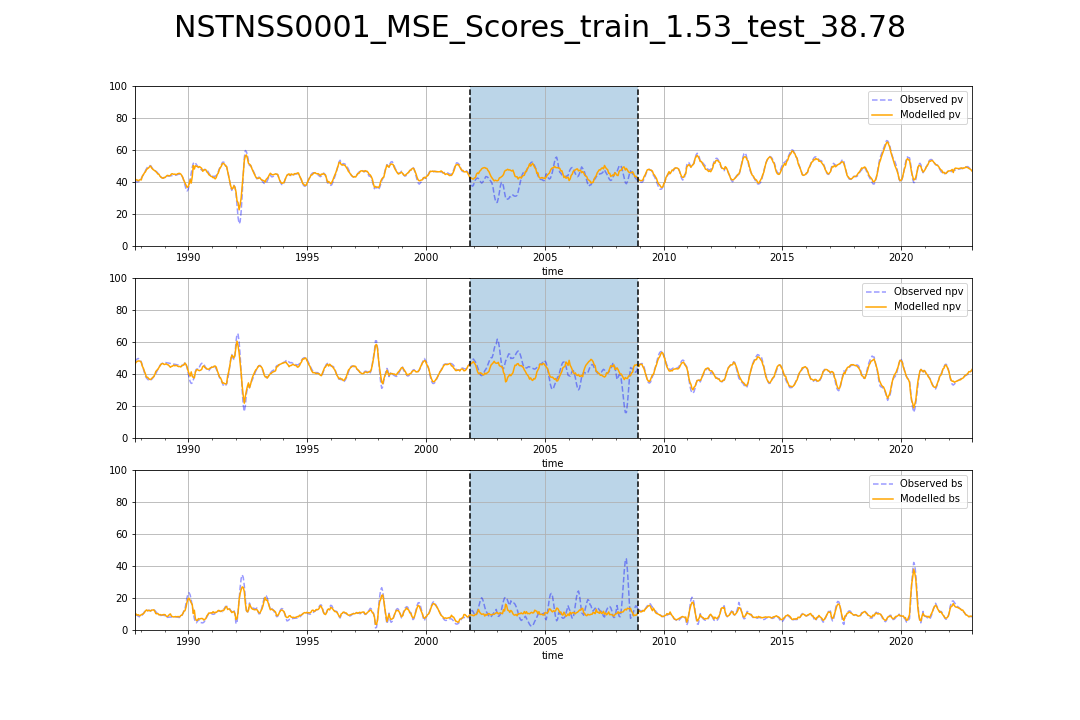 NSTNSS0001_MSE_Scores_train_1.53_test_38.78
100
80
60
40
20
0
Observed pv
Modelled pv
1990 1995 2000 2005 2010 2015 2020
time
100
80
60
40
20
0
Observed npv
Modelled npv
1990 1995 2000 2005 2010 2015 2020
time
100
80
60
40
20
0
Observed bs
Modelled bs
1990 1995 2000 2005 2010 2015 2020
time